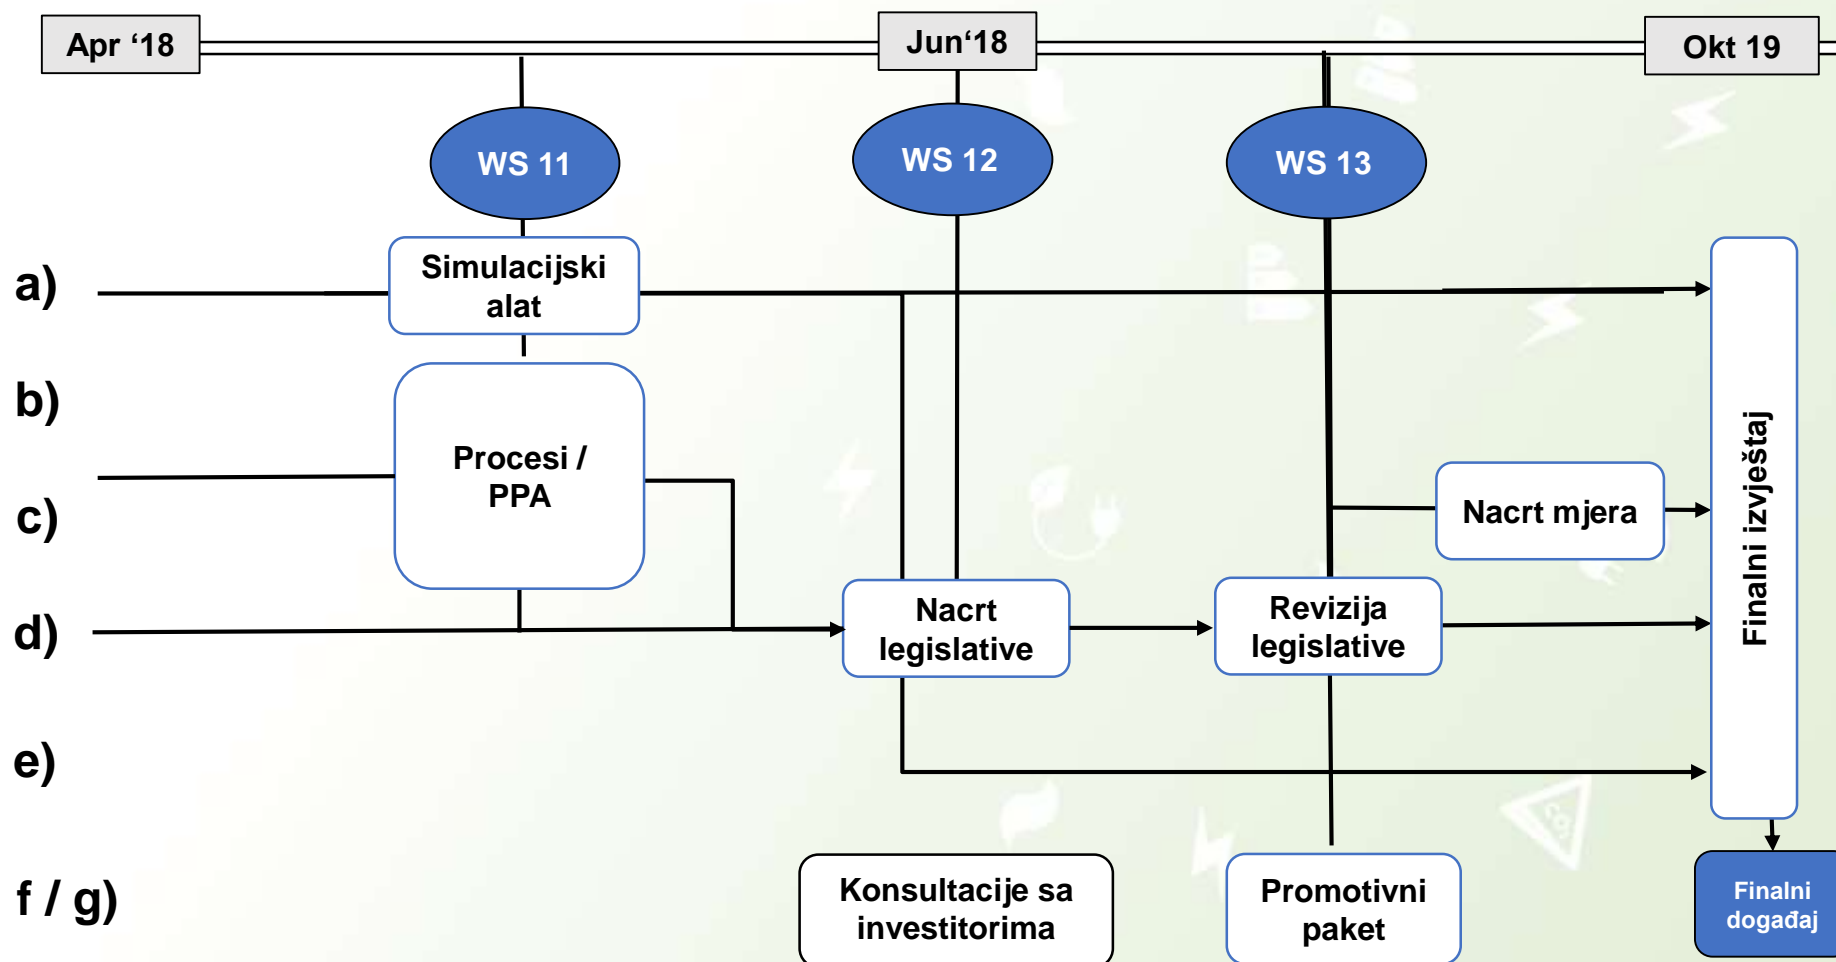 Apr ‘18
Jun‘18
Okt 19
WS 11
WS 12
WS 13
a)
Simulacijski
alat
b)
Procesi /
PPA
c)
Nacrt mjera
Finalni izvještaj
d)
Nacrt
legislative
Revizija
legislative
e)
f / g)
Konsultacije sa
investitorima
Promotivni
paket
Finalni
događaj